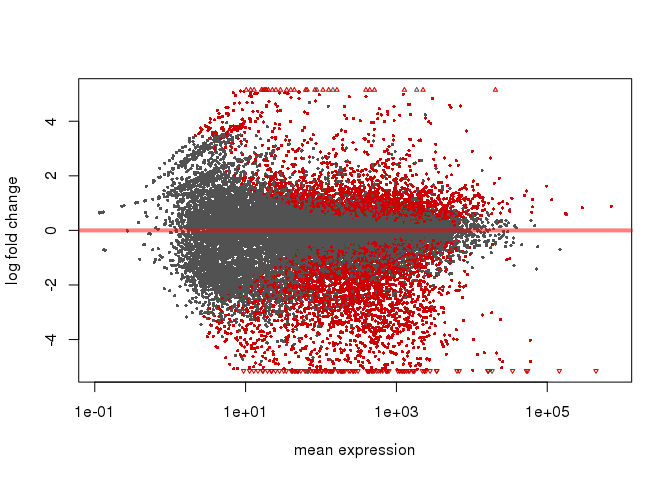 4
2
0
-2
-4
log fold change
1e-01
1e+01
1e+03
1e+05
mean expression